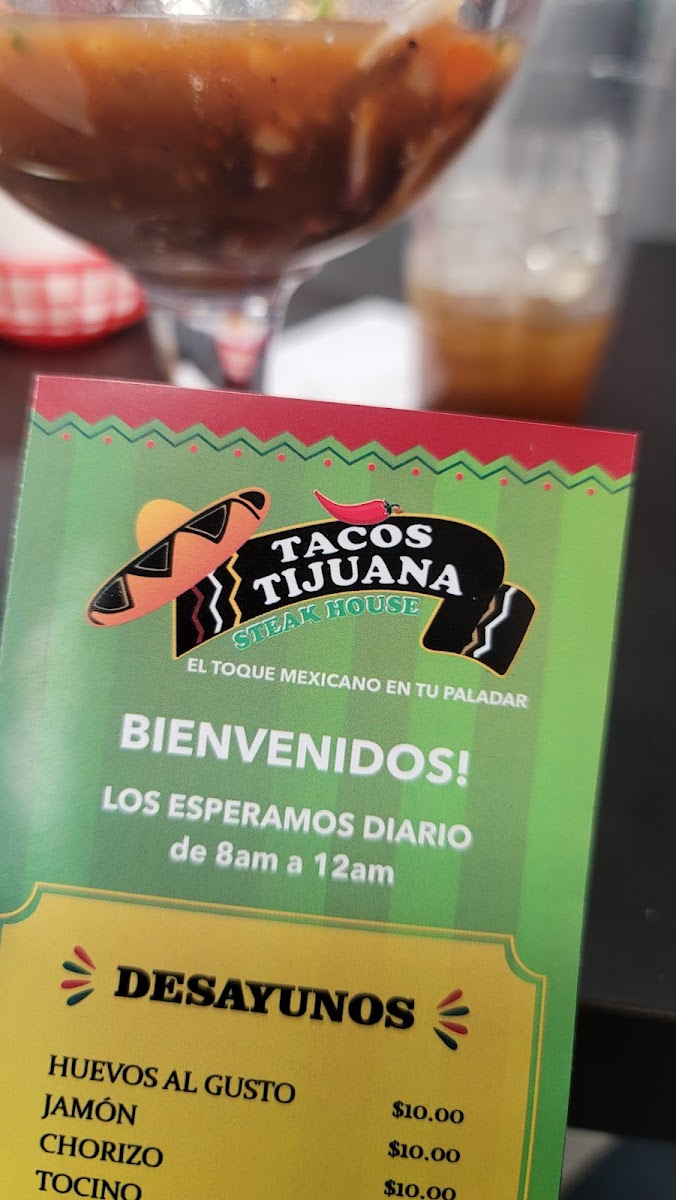 TACOS
TIJUANA
STEAK HOUSE
EL TOQUE MEXICANO EN TU PALADAR
BIENVENIDOS!
LOS ESPERAMOS DIARIO
de 8am a 12am
DESAYUNOS
HUEVOS AL GUSTO
JAMÓN $10.00
CHORIZO $10.00
TOCINO $10.00